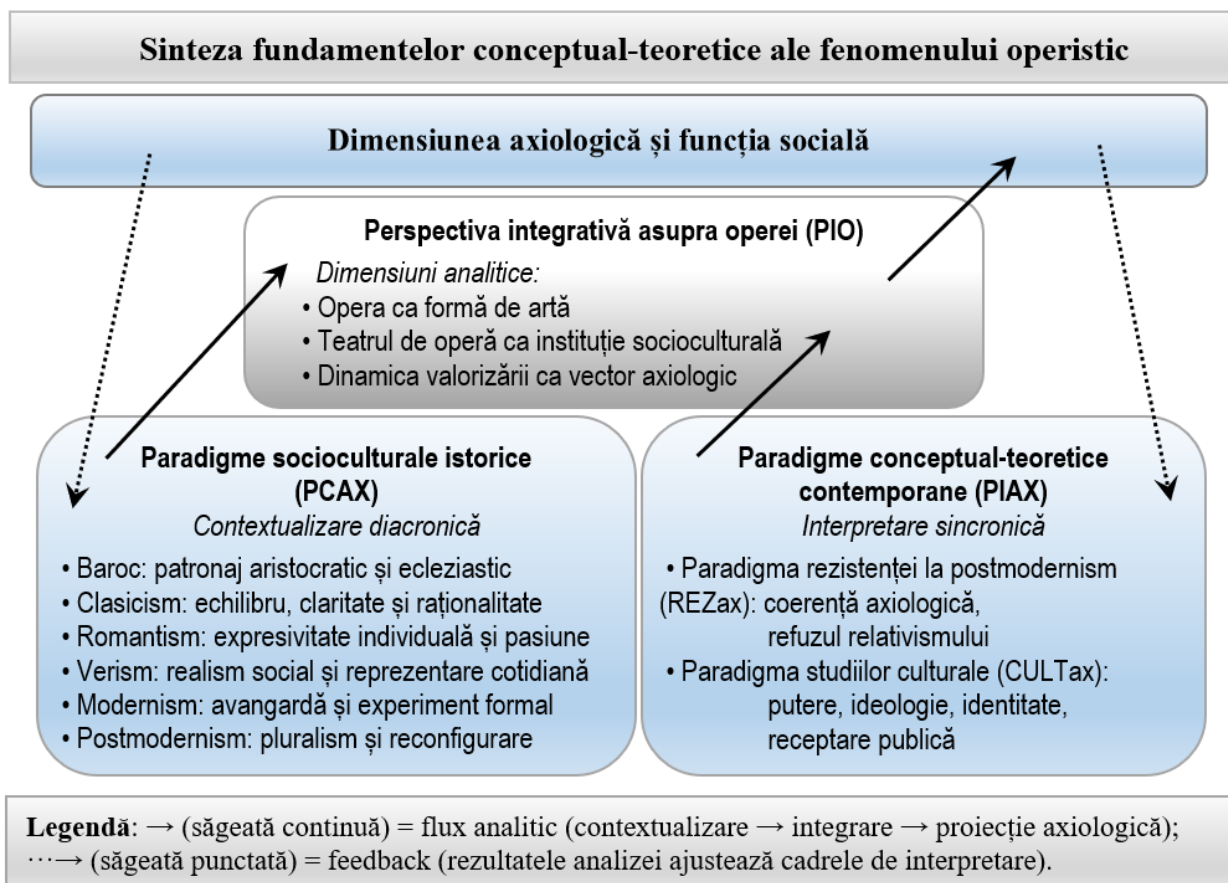 Sinteza fundamentelor conceptual-teoretice ale fenomenului operistic
Dimensiunea axiologică și funcția socială
Perspectiva integrativă asupra operei (PIO)
Dimensiuni analitice:
• Opera ca formă de artă
• Teatrul de operă ca instituție socioculturală
• Dinamica valorizării ca vector axiologic
Paradigme socioculturale istorice
(PCAX)
Contextualizare diacronică
• Baroc: patronaj aristocratic și ecleziastic
• Clasicism: echilibru, claritate și raționalitate
• Romantism: expresivitate individuală și pasiune
• Verism: realism social și reprezentare cotidiană
• Modernism: avangardă și experiment formal
• Postmodernism: pluralism și reconfigurare
Paradigme conceptual-teoretice
contemporane (PIAX)
Interpretare sincronică
• Paradigma rezistenței la postmodernism
(REZax): coerență axiologică,
refuzul relativismului
• Paradigma studiilor culturale (CULTax):
putere, ideologie, identitate,
receptare publică
Legendă: → (săgeată continuă) = flux analitic (contextualizare → integrare → proiecție axiologică);
⋯→ (săgeată punctată) = feedback (rezultatele analizei ajustează cadrele de interpretare).